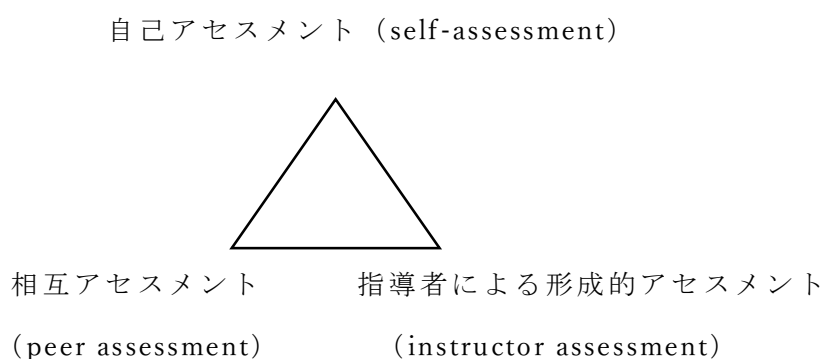 自己アセスメント（self-assessment）
相互アセスメント　指導者による形成的アセスメント
（peer assessment）　（instructor assessment）